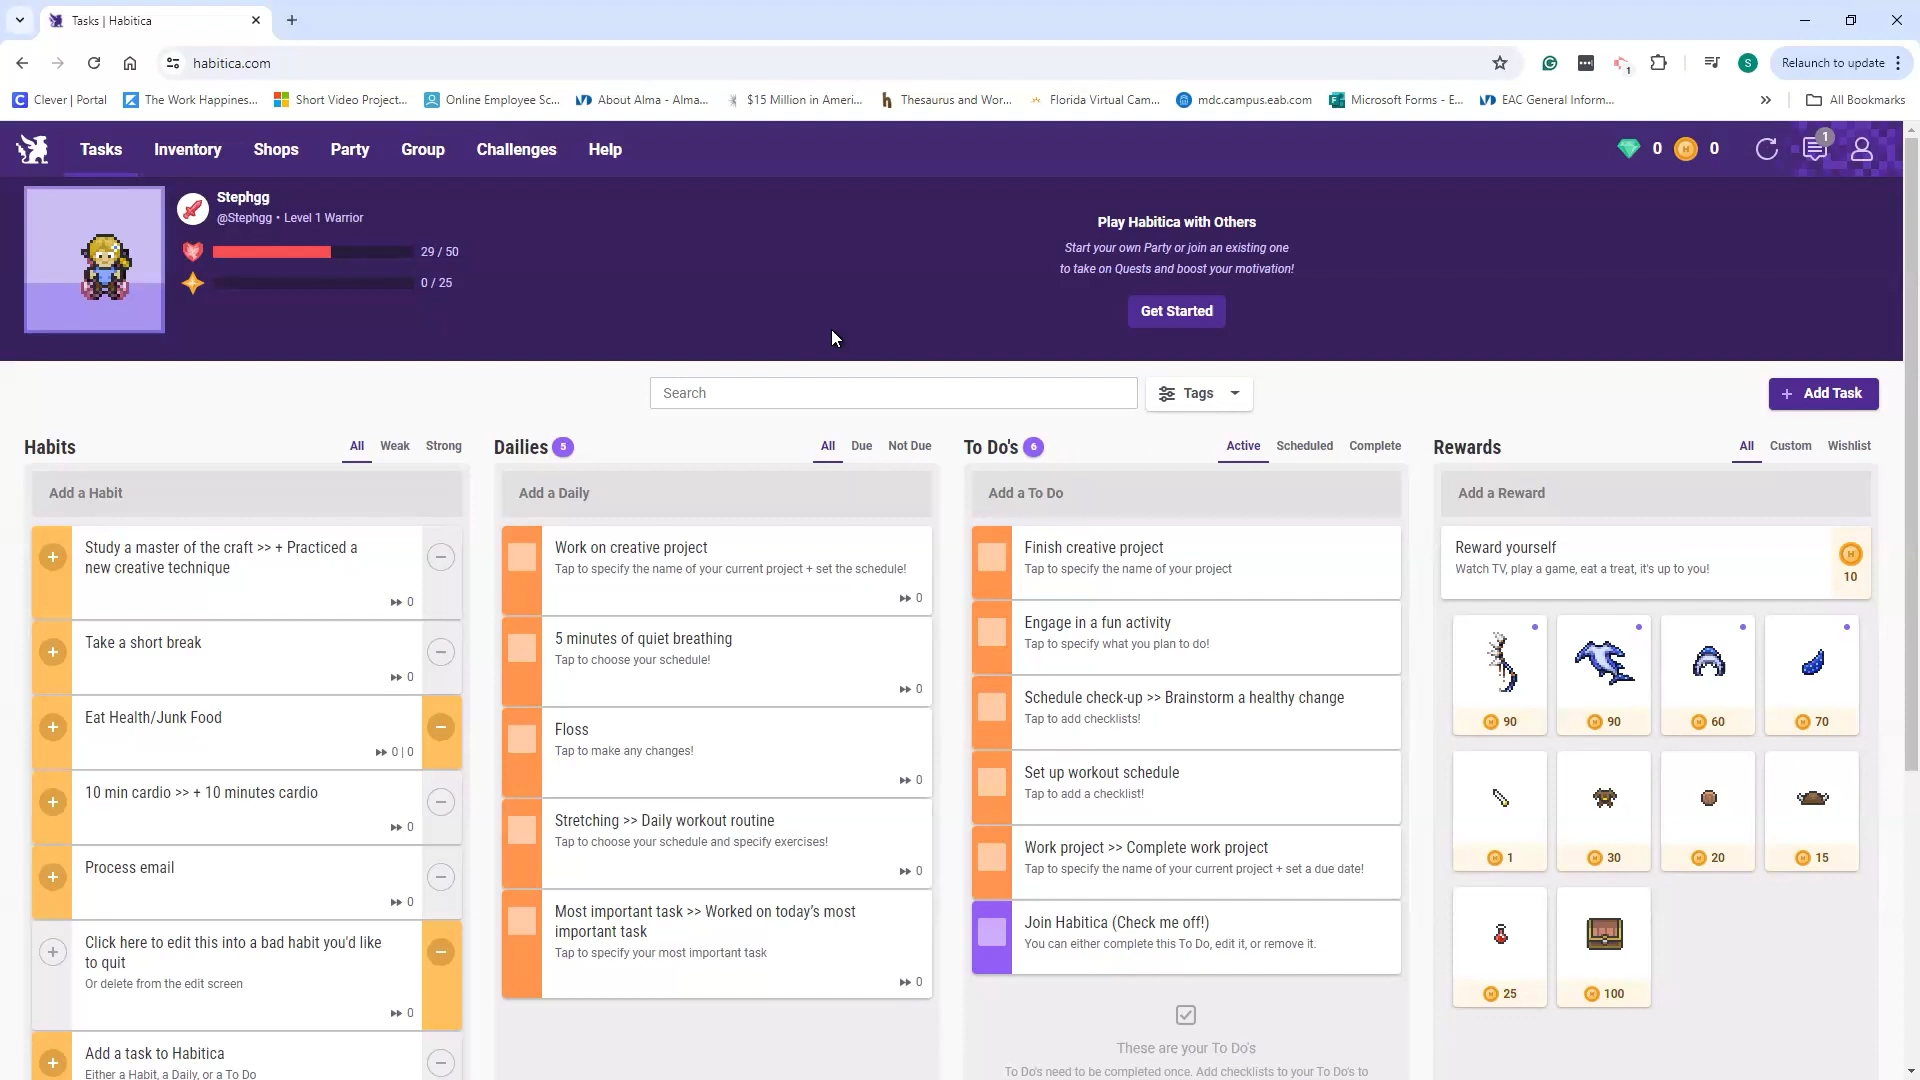 Tasks | Habitica
habitica.com
1
S
Relaunch to update
Clever | Portal
The Work Happines...
Short Video Project...
Online Employee Sc...
About Alma - Alma...
$15 Million in Ameri...
Thesaurus and Wor...
Florida Virtual Cam...
mdc.campus.eab.com
Microsoft Forms - E...
EAC General Inform...
All Bookmarks
Tasks
Inventory
Shops
Party
Group
Challenges
Help
0
0
1
Stephgg
@Stephgg • Level 1 Warrior
29 / 50
0 / 25
Play Habitica with Others
Start your own Party or join an existing one
to take on Quests and boost your motivation!
Get Started
Search
Tags
+ Add Task
Habits
All Weak Strong
Add a Habit
Study a master of the craft >> + Practiced a
new creative technique
0
Take a short break
0
Eat Health/Junk Food
0 | 0
10 min cardio >> + 10 minutes cardio
0
Process email
0
Click here to edit this into a bad habit you'd like
to quit
Or delete from the edit screen
0
Add a task to Habitica
Either a Habit, a Daily, or a To Do
Dailies 5
All Due Not Due
Add a Daily
Work on creative project
Tap to specify the name of your current project + set the schedule!
0
5 minutes of quiet breathing
Tap to choose your schedule!
0
Floss
Tap to make any changes!
0
Stretching >> Daily workout routine
Tap to choose your schedule and specify exercises!
0
Most important task >> Worked on today's most
important task
Tap to specify your most important task
0
To Do's 6
Active Scheduled Complete
Add a To Do
Finish creative project
Tap to specify the name of your project
Engage in a fun activity
Tap to specify what you plan to do!
Schedule check-up >> Brainstorm a healthy change
Tap to add checklists!
Set up workout schedule
Tap to add a checklist!
Work project >> Complete work project
Tap to specify the name of your current project + set a due date!
Join Habitica (Check me off!)
You can either complete this To Do, edit it, or remove it.
These are your To Do's
To Do's need to be completed once. Add checklists to your To Do's to
Rewards
All Custom Wishlist
Add a Reward
Reward yourself
Watch TV, play a game, eat a treat, it's up to you!
10
90
90
60
70
1
30
20
15
25
100